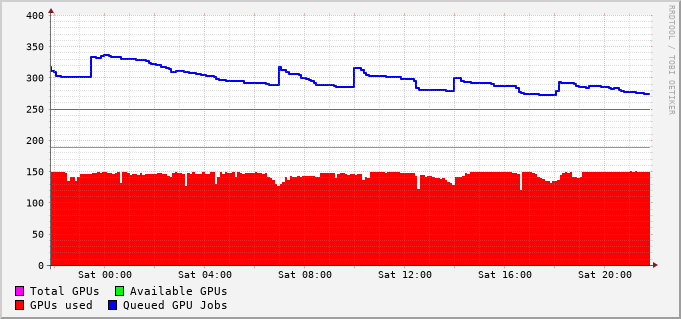 400
350
300
250
200
150
100
50
0
Sat 00:00 Sat 04:00 Sat 08:00 Sat 12:00 Sat 16:00 Sat 20:00
Total GPUs Available GPUs
GPUs used Queued GPU Jobs
RRDTOOL / TOBI OETIKER